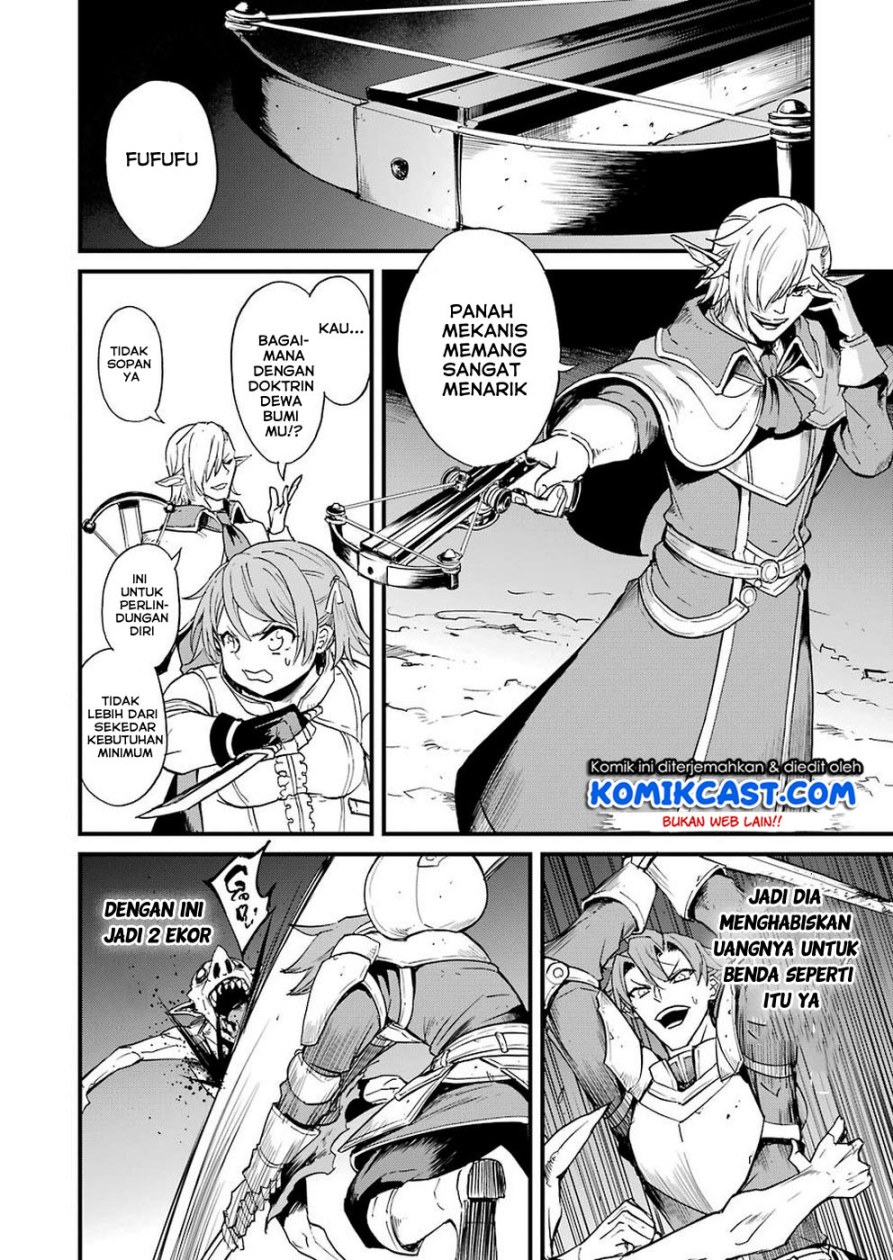 FUFUFU
PANAH
MEKANIS
MEMANG
SANGAT
MENARIK
KAU...
BAGAI-
MANA
DENGAN
DOKTRIN
DEWA
BUMI
MU!?
TIDAK
SOPAN
YA
INI
UNTUK
PERLIN-
DUNGAN
DIRI
TIDAK
LEBIH DARI
SEKEDAR
KEBUTUHAN
MINIMUM
Komik ini diterjemahkan & diedit oleh
KOMIKCAST.COM
BUKAN WEB LAIN!!
JADI DIA
MENGHABISKAN
UANGNYA UNTUK
BENDA SEPERTI
ITU YA
DENGAN INI
JADI 2 EKOR